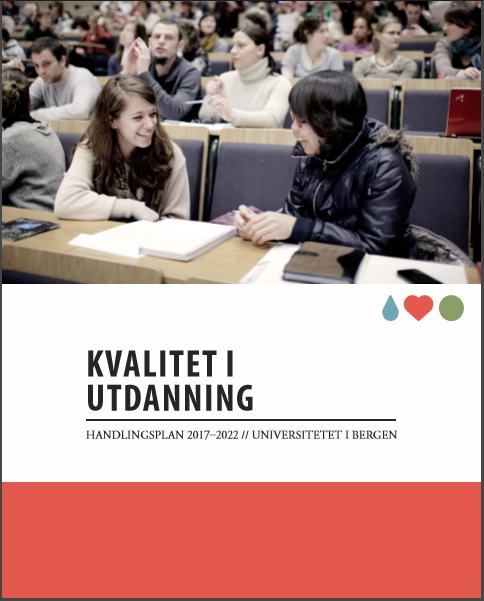 KVALITET I
UTDANNING
HANDLINGSPLAN 2017–2022 // UNIVERSITETET I BERGEN